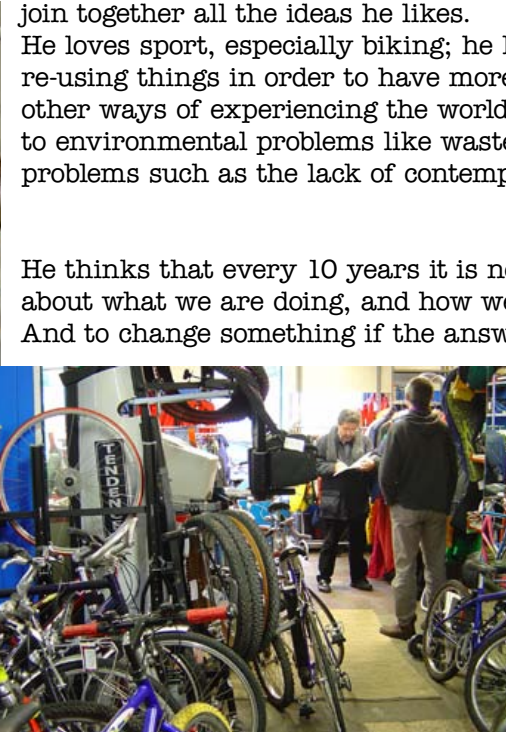 join together all the ideas he likes.
He loves sport, especially biking; he
re-using things in order to have more
other ways of experiencing the world
to environmental problems like waste
problems such as the lack of contemp
He thinks that every 10 years it is
about what we are doing, and how we
And to change something if the answ
TENDEN